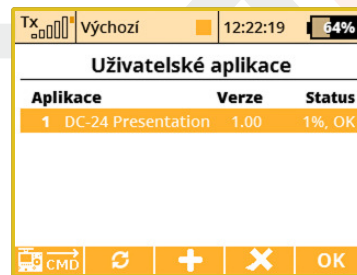 Tx Výchozí 12:22:19 64%
Uživatelské aplikace
Aplikace Verze Status
1 DC-24 Presentation 1.00 1%, OK
CMD OK